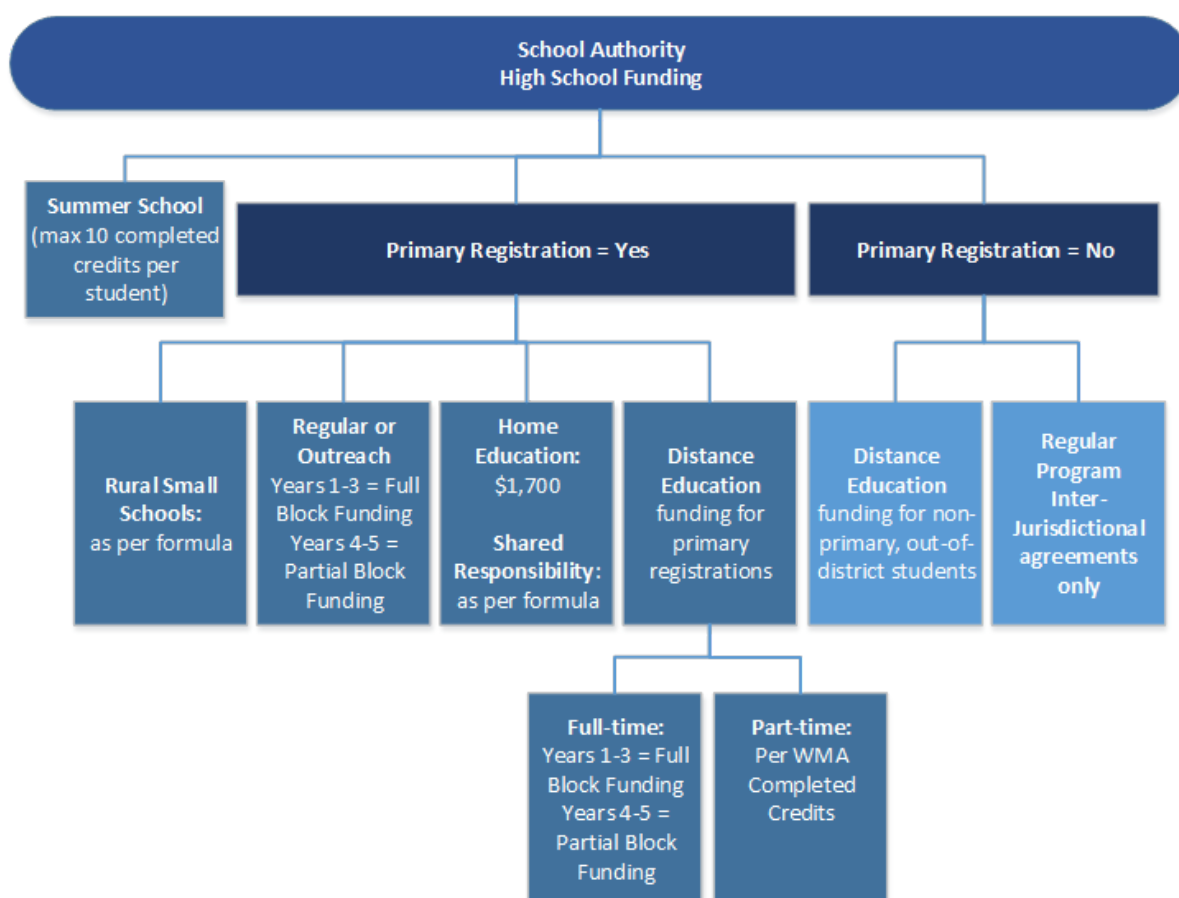 School Authority
High School Funding
Summer School
(max 10 completed
credits per
student)
Primary Registration = Yes
Primary Registration = No
Rural Small
Schools:
as per formula
Regular or
Outreach
Years 1-3 = Full
Block Funding
Years 4-5 =
Partial Block
Funding
Home
Education:
$1,700
Shared
Responsibility:
as per formula
Distance
Education
funding for
primary
registrations
Distance
Education
funding for non-
primary, out-of-
district students
Regular
Program
Inter-
Jurisdictional
agreements
only
Full-time:
Years 1-3 = Full
Block Funding
Years 4-5 =
Partial Block
Funding
Part-time:
Per WMA
Completed
Credits